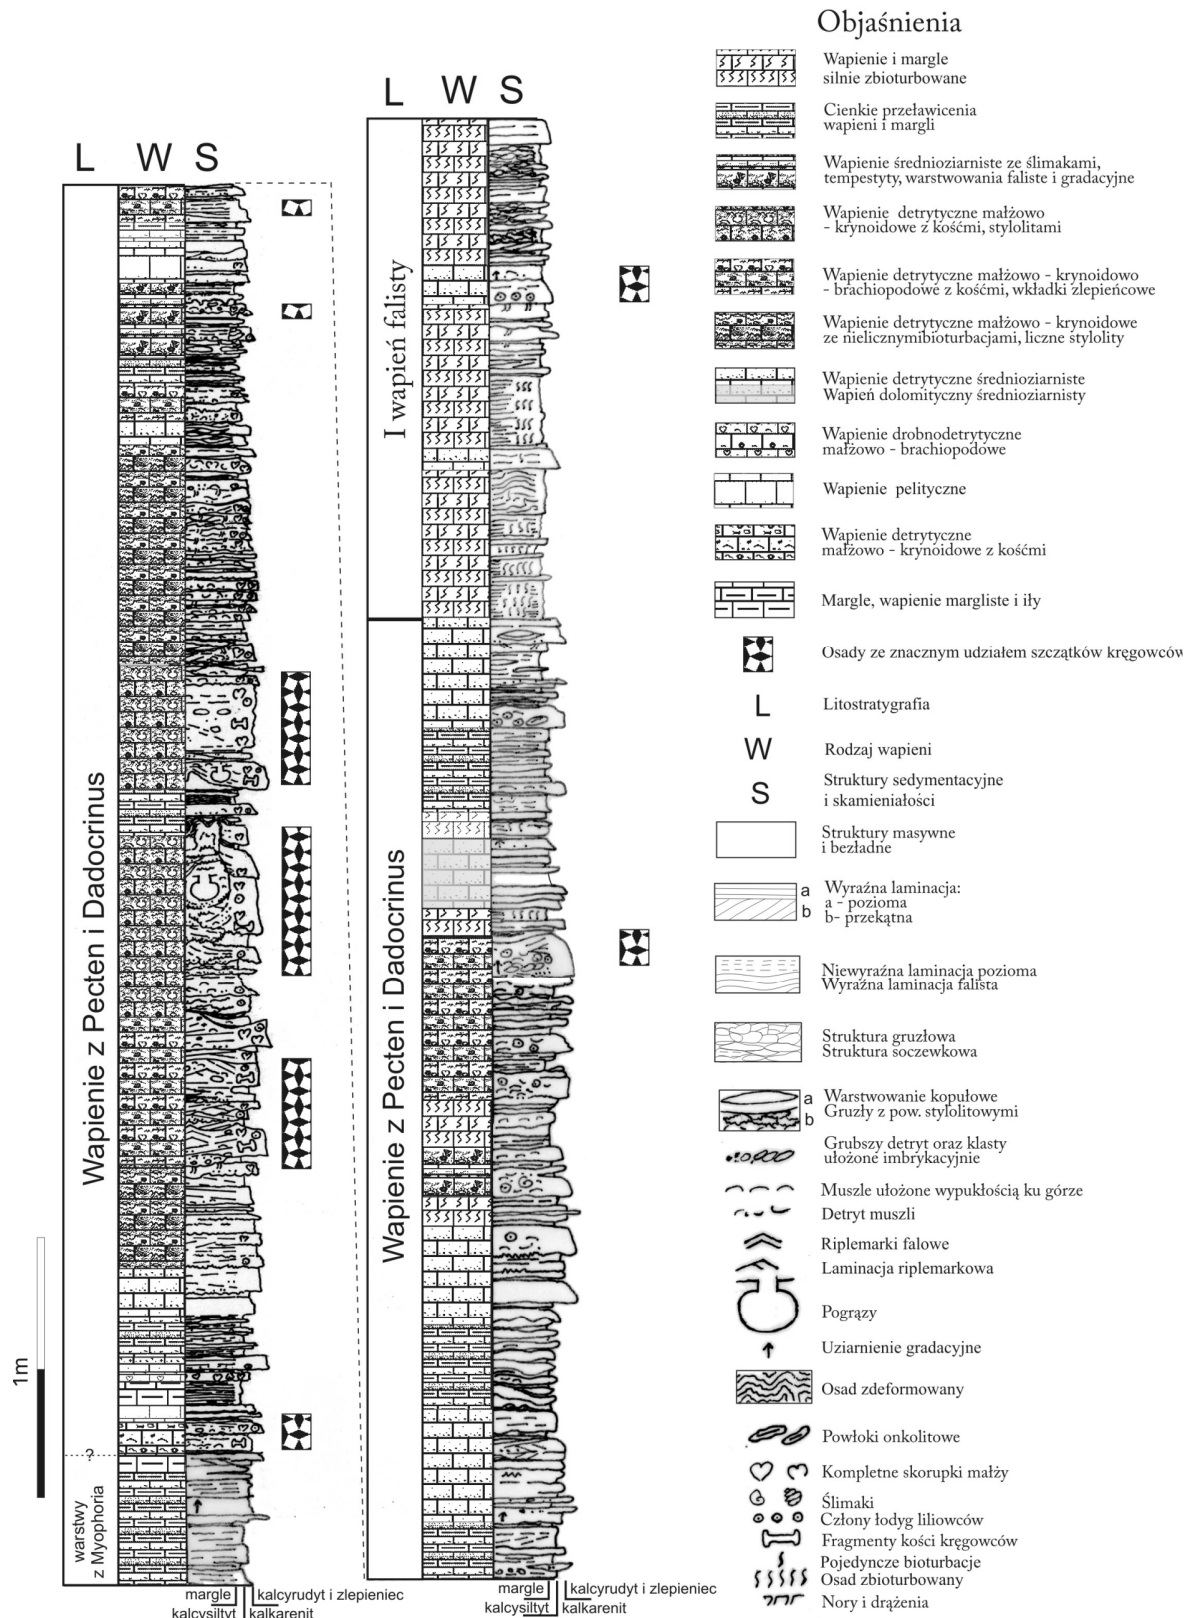 Objaśnienia
L W S
L W S
Wapienie z Pecten i Dadocrinus
?
warstwy
z Myophoria
1m
margle
kalcysiltyt
kalcyrudyt i zlepieniec
kalkarenit
I wapień falisty
Wapienie z Pecten i Dadocrinus
margle
kalcysiltyt
kalcyrudyt i zlepieniec
kalkarenit
Wapienie i margle
silnie zbioturbowane
Cienkie przeławicenia
wapieni i margli
Wapienie średnioziarniste ze ślimakami,
tempestyty, warstwowania faliste i gradacyjne
Wapienie detrytyczne małżowo
- krynoidowe z kośćmi, stylolitami
Wapienie detrytyczne małżowo - krynoidowo
- brachiopodowe z kośćmi, wkładki zlepieńcowe
Wapienie detrytyczne małżowo - krynoidowe
ze nielicznymibioturbacjami, liczne stylolity
Wapienie detrytyczne średnioziarniste
Wapień dolomityczny średnioziarnisty
Wapienie drobnodetrytyczne
małżowo - brachiopodowe
Wapienie pelityczne
Wapienie detrytyczne
małżowo - krynoidowe z kośćmi
Margle, wapienie margliste i iły
Osady ze znacznym udziałem szczątków kręgowców
L Litostratygrafia
W Rodzaj wapieni
S Struktury sedymentacyjne
i skamieniałości
Struktury masywne
i bezładne
a Wyraźna laminacja:
a - pozioma
b b- przekątna
Niewyraźna laminacja pozioma
Wyraźna laminacja falista
Struktura gruzłowa
Struktura soczewkowa
a Warstwowanie kopułowe
b Gruzły z pow. stylolitowymi
Grubszy detryt oraz klasty
ułożone imbrykacyjnie
Muszle ułożone wypukłością ku górze
Detryt muszli
Riplemarki falowe
Laminacja riplemarkowa
Pogrązy
Uziarnienie gradacyjne
Osad zdeformowany
Powłoki onkolitowe
Kompletne skorupki małży
Ślimaki
Człony łodyg liliowców
Fragmenty kości kręgowców
Pojedyncze bioturbacje
Osad zbioturbowany
Nory i drążenia